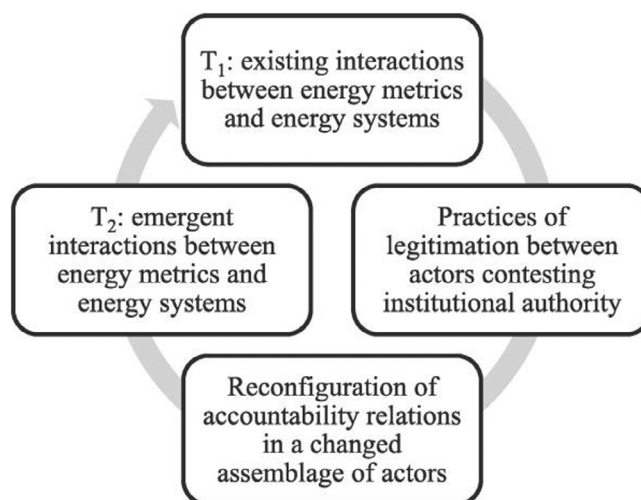 T₁: existing interactions
between energy metrics
and energy systems
Practices of
legitimation between
actors contesting
institutional authority
Reconfiguration of
accountability relations
in a changed
assemblage of actors
T₂: emergent
interactions between
energy metrics and
energy systems